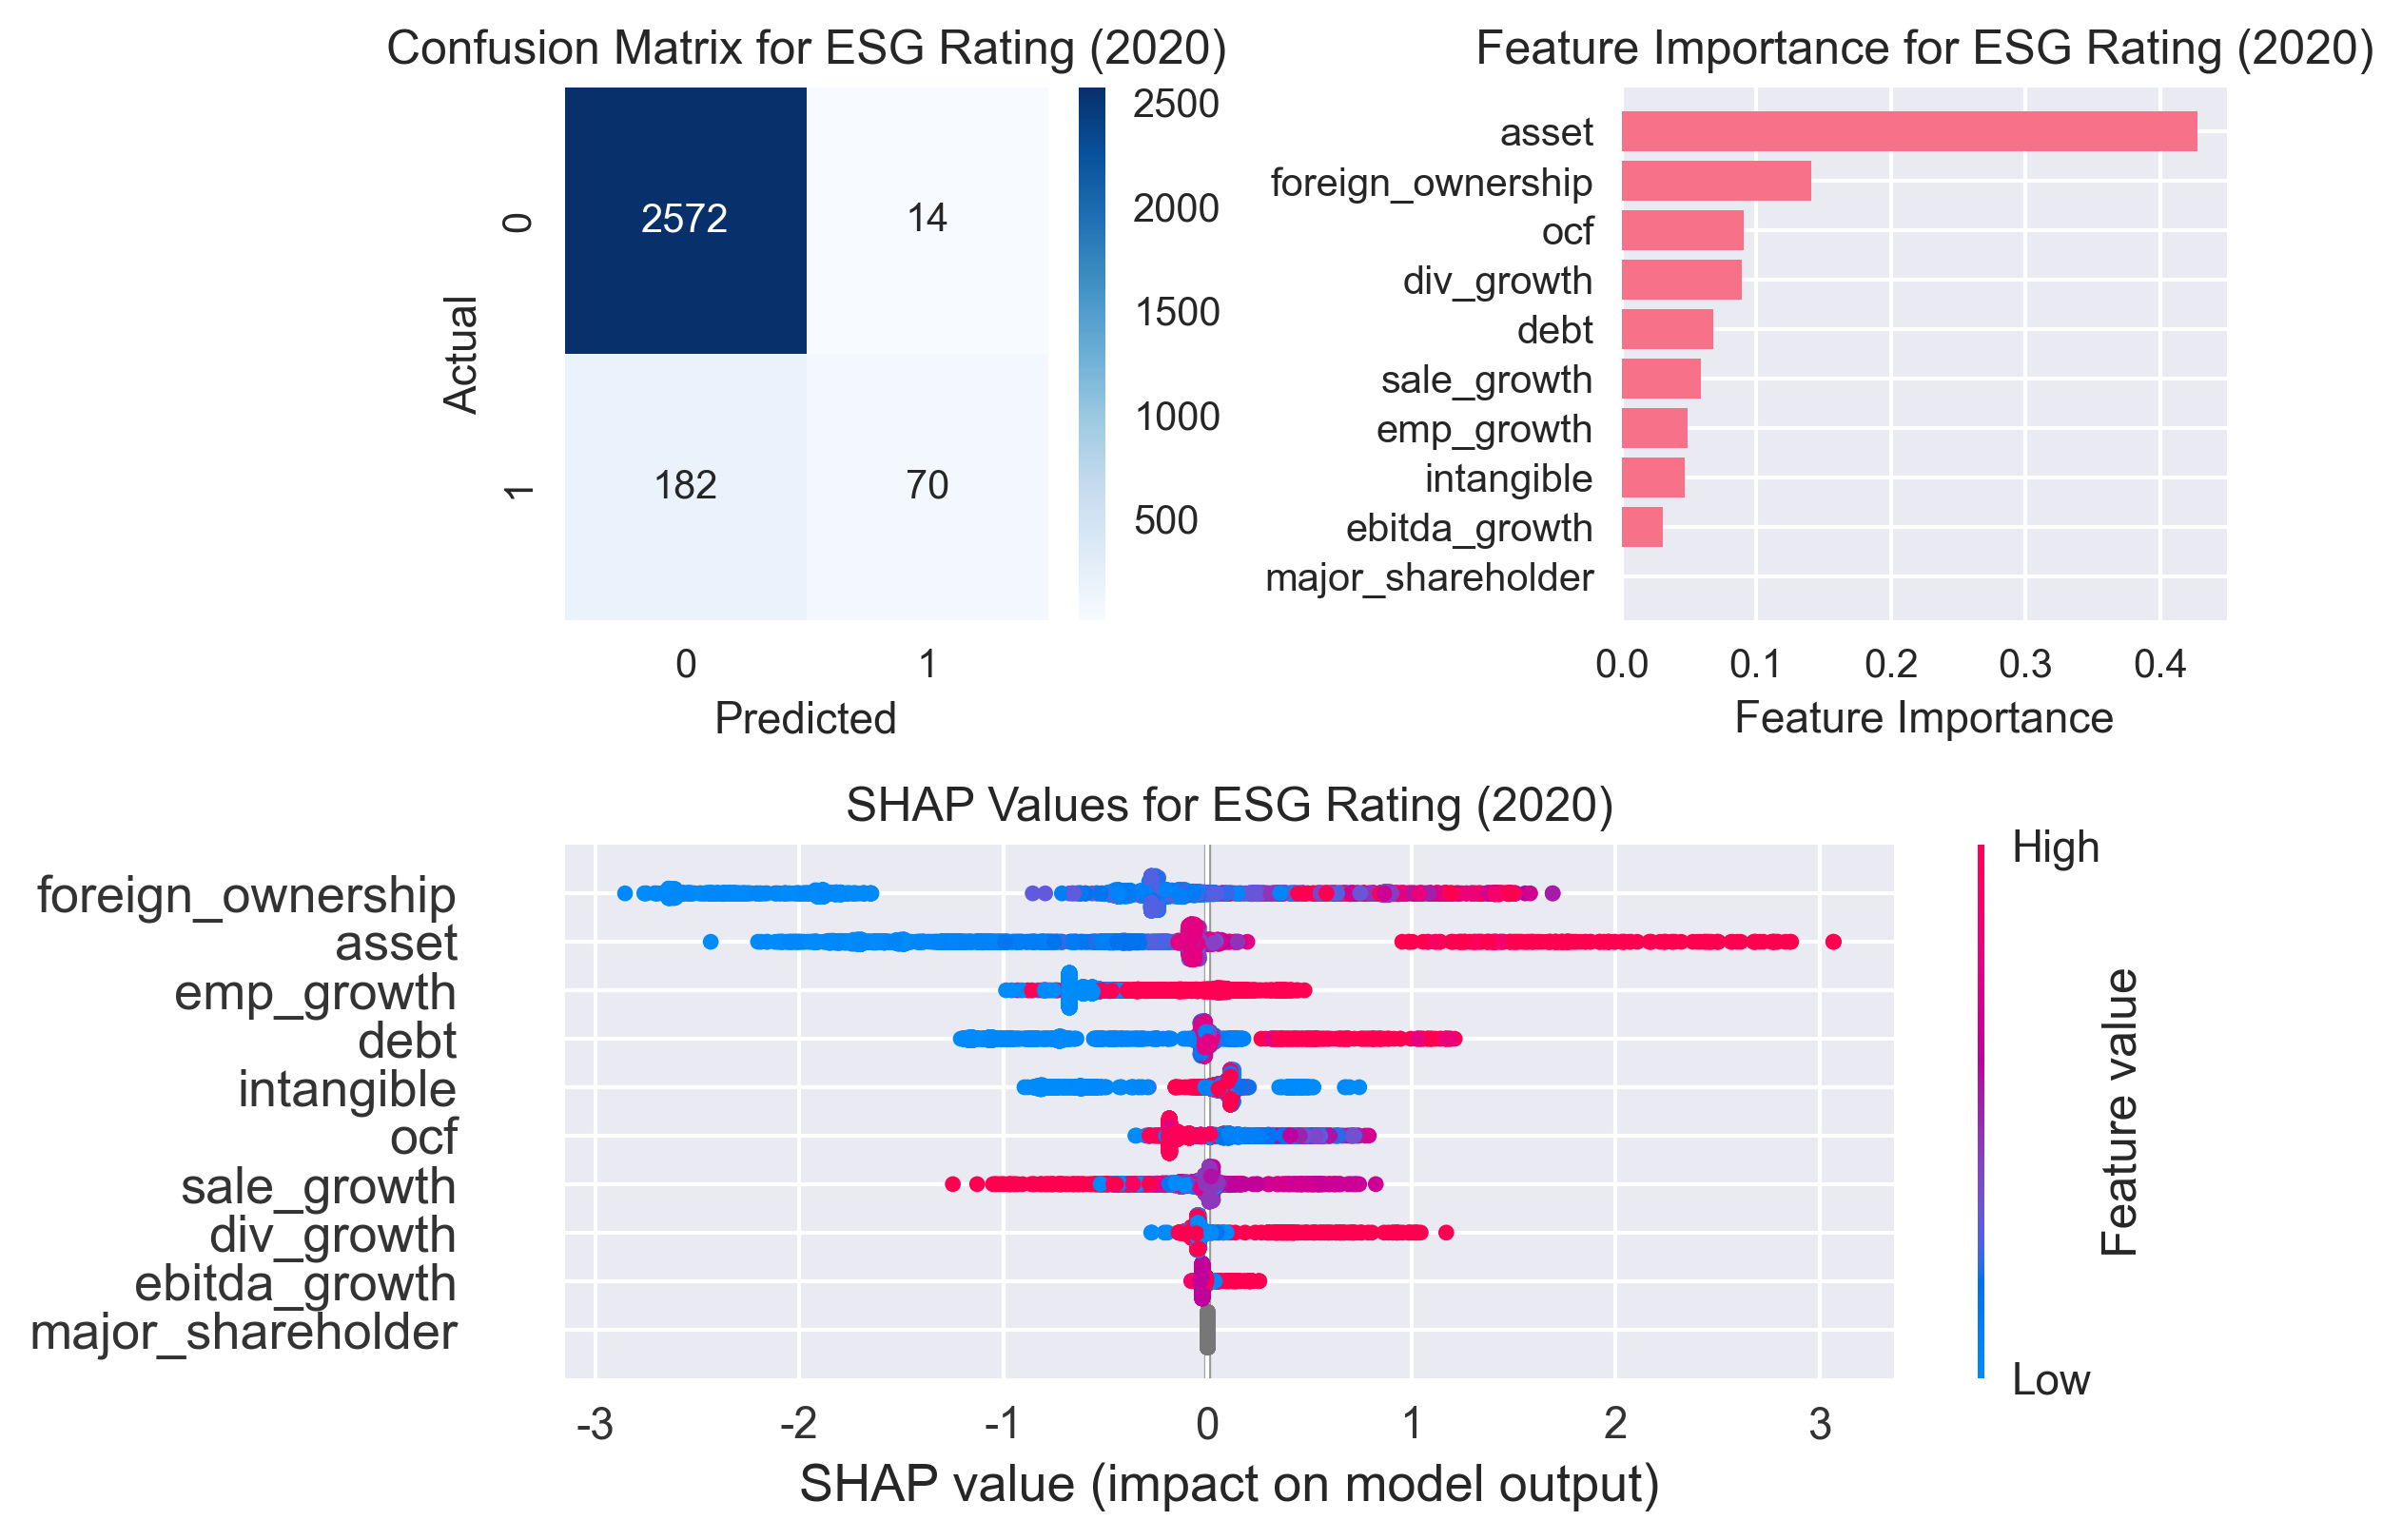 Confusion Matrix for ESG Rating (2020)
2572
14
182
70
0
1
Actual
0
1
Predicted
2500
2000
1500
1000
500
Feature Importance for ESG Rating (2020)
asset
foreign_ownership
ocf
div_growth
debt
sale_growth
emp_growth
intangible
ebitda_growth
major_shareholder
0.0
0.1
0.2
0.3
0.4
Feature Importance
SHAP Values for ESG Rating (2020)
foreign_ownership
asset
emp_growth
debt
intangible
ocf
sale_growth
div_growth
ebitda_growth
major_shareholder
-3
-2
-1
0
1
2
3
SHAP value (impact on model output)
High
Low
Feature value